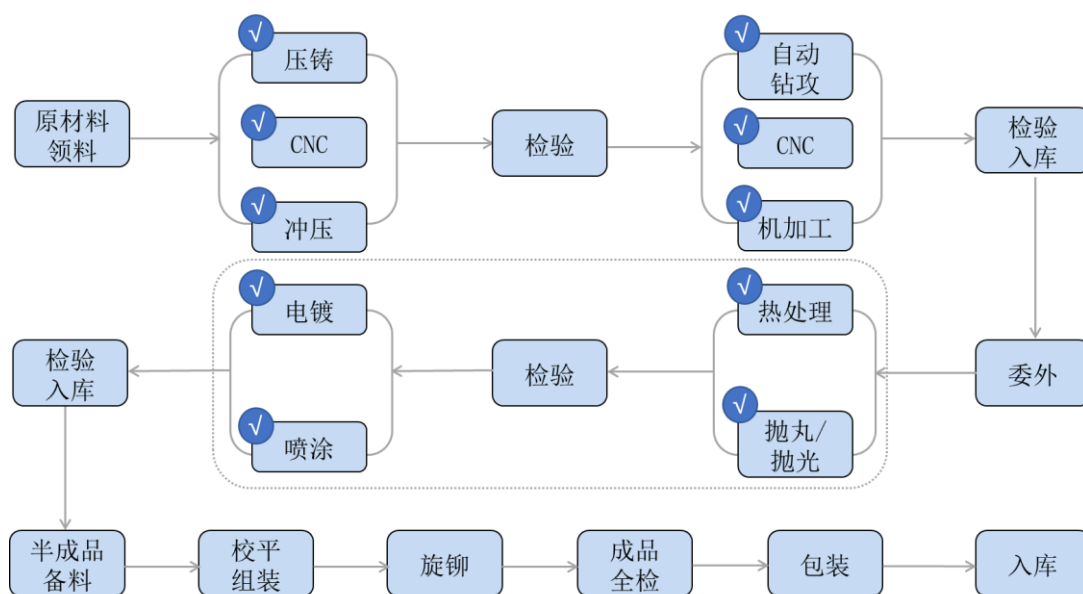 √
压铸
原材料
领料
√
CNC
√
冲压
检验
√
自动
钻攻
√
CNC
√
机加工
检验
入库
委外
√
热处理
√
抛丸/
抛光
检验
√
电镀
√
喷涂
检验
入库
半成品
备料
校平
组装
旋铆
成品
全检
包装
入库